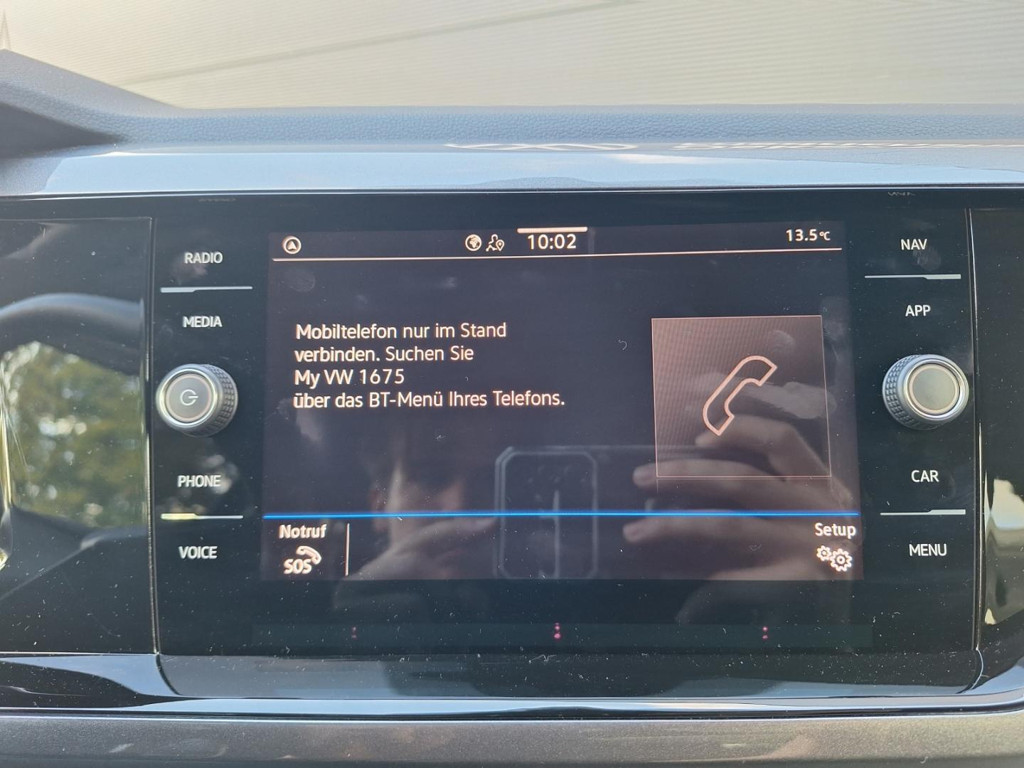 10:02
13.5°C
RADIO
MEDIA
PHONE
VOICE
Mobiltelefon nur im Stand
verbinden. Suchen Sie
My VW 1675
über das BT-Menü Ihres Telefons.
Notruf
SOS
Setup
NAV
APP
CAR
MENU